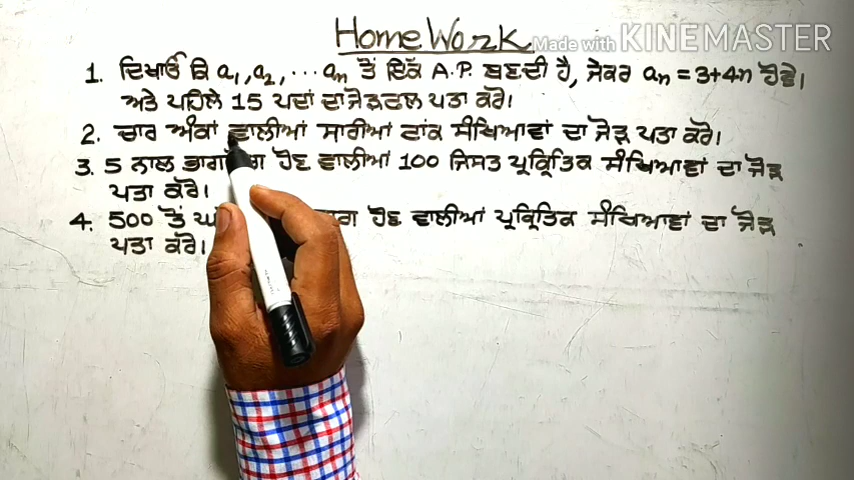 Home Work
Made with KINEMASTER
1. ਦਿਖਾਓ ਕਿ a₁, a₂, ... aₙ ਤੋਂ ਇੱਕ A.P. ਬਣਦੀ ਹੈ, ਜੇਕਰ aₙ = 3+4n ਹੋਵੇ।
ਅਤੇ ਪਹਿਲੇ 15 ਪਦਾਂ ਦਾ ਜੋੜਫਲ ਪਤਾ ਕਰੋ।
2. ਚਾਰ ਅੰਕਾਂ ਵਾਲੀਆਂ ਸਾਰੀਆਂ ਟਾਂਕ ਸੰਖਿਆਵਾਂ ਦਾ ਜੋੜ ਪਤਾ ਕਰੋ।
3. 5 ਨਾਲ ਹੋਣ ਵਾਲੀਆਂ 100 ਜਿਸਤ ਪ੍ਰਕ੍ਰਿਤਿਕ ਸੰਖਿਆਵਾਂ ਦਾ ਜੋੜ
ਪਤਾ ਕਰੋ।
4. 500 ਤੋਂ ਹੋਣ ਵਾਲੀਆਂ ਪ੍ਰਕ੍ਰਿਤਿਕ ਸੰਖਿਆਵਾਂ ਦਾ ਜੋੜ
ਪਤਾ ਕਰੋ।